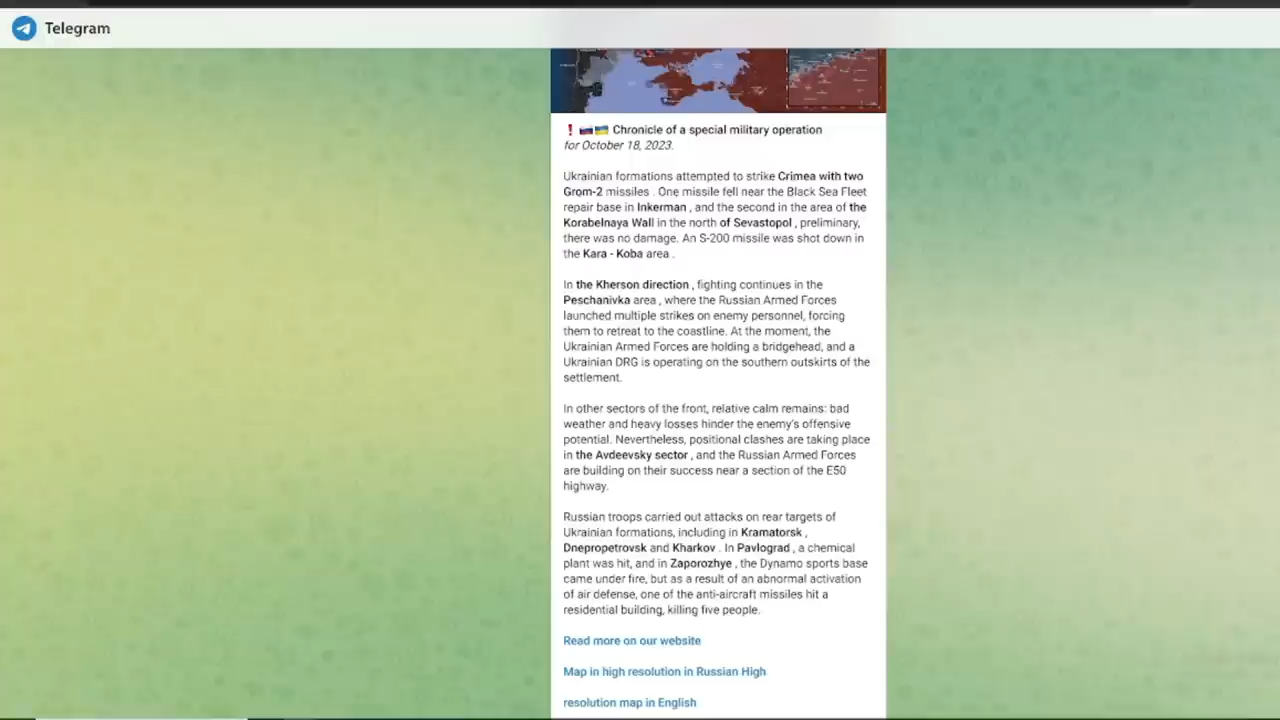 Telegram
❗🇷🇺🇺🇦 Chronicle of a special military operation
for October 18, 2023.
Ukrainian formations attempted to strike Crimea with two
Grom-2 missiles . One missile fell near the Black Sea Fleet
repair base in Inkerman , and the second in the area of the
Korabelnaya Wall in the north of Sevastopol , preliminary,
there was no damage. An S-200 missile was shot down in
the Kara - Koba area .
In the Kherson direction , fighting continues in the
Peschanivka area , where the Russian Armed Forces
launched multiple strikes on enemy personnel, forcing
them to retreat to the coastline. At the moment, the
Ukrainian Armed Forces are holding a bridgehead, and a
Ukrainian DRG is operating on the southern outskirts of the
settlement.
In other sectors of the front, relative calm remains: bad
weather and heavy losses hinder the enemy's offensive
potential. Nevertheless, positional clashes are taking place
in the Avdeevsky sector , and the Russian Armed Forces
are building on their success near a section of the E50
highway.
Russian troops carried out attacks on rear targets of
Ukrainian formations, including in Kramatorsk ,
Dnepropetrovsk and Kharkov . In Pavlograd , a chemical
plant was hit, and in Zaporozhye , the Dynamo sports base
came under fire, but as a result of an abnormal activation
of air defense, one of the anti-aircraft missiles hit a
residential building, killing five people.
Read more on our website
Map in high resolution in Russian High
resolution map in English